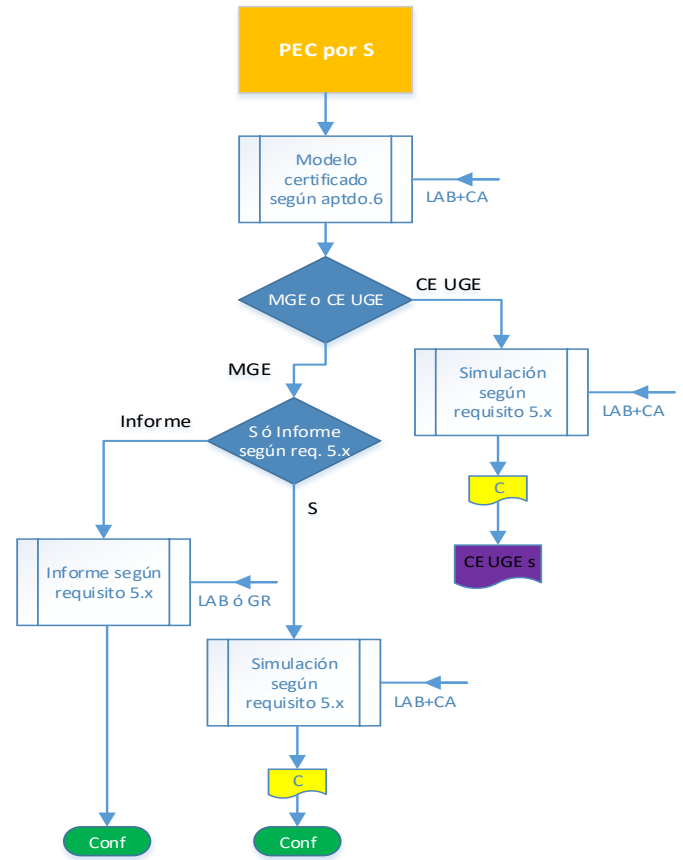 PEC por S
Modelo
certificado
según aptdo.6
LAB+CA
MGE o CE UGE
CE UGE
MGE
Simulación
según
requisito 5.x
LAB+CA
Informe
S ó Informe
según req. 5.x
C
S
CE UGE s
Informe según
requisito 5.x
LAB ó GR
Simulación
según
requisito 5.x
LAB+CA
C
Conf
Conf